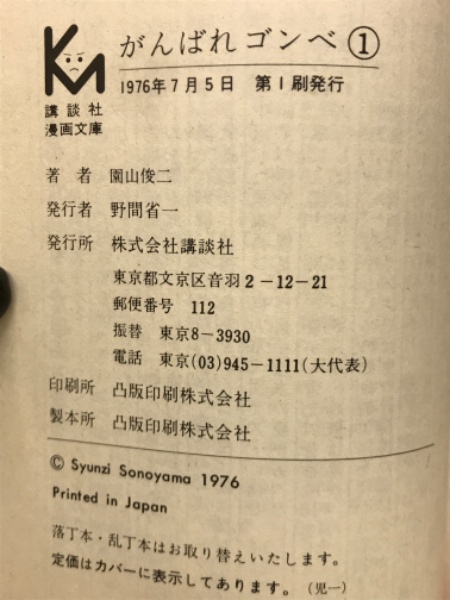 KM
がんばれゴンベ①
1976年7月5日 第1刷発行
講談社
漫画文庫
著者 園山俊二
発行者 野間省一
発行所 株式会社講談社
東京都文京区音羽2-12-21
郵便番号 112
振替 東京8-3930
電話 東京(03)945-1111(大代表)
印刷所 凸版印刷株式会社
製本所 凸版印刷株式会社
© Syunzi Sonoyama 1976
Printed in Japan
落丁本・乱丁本はお取り替えいたします。
定価はカバーに表示してあります。(児一)